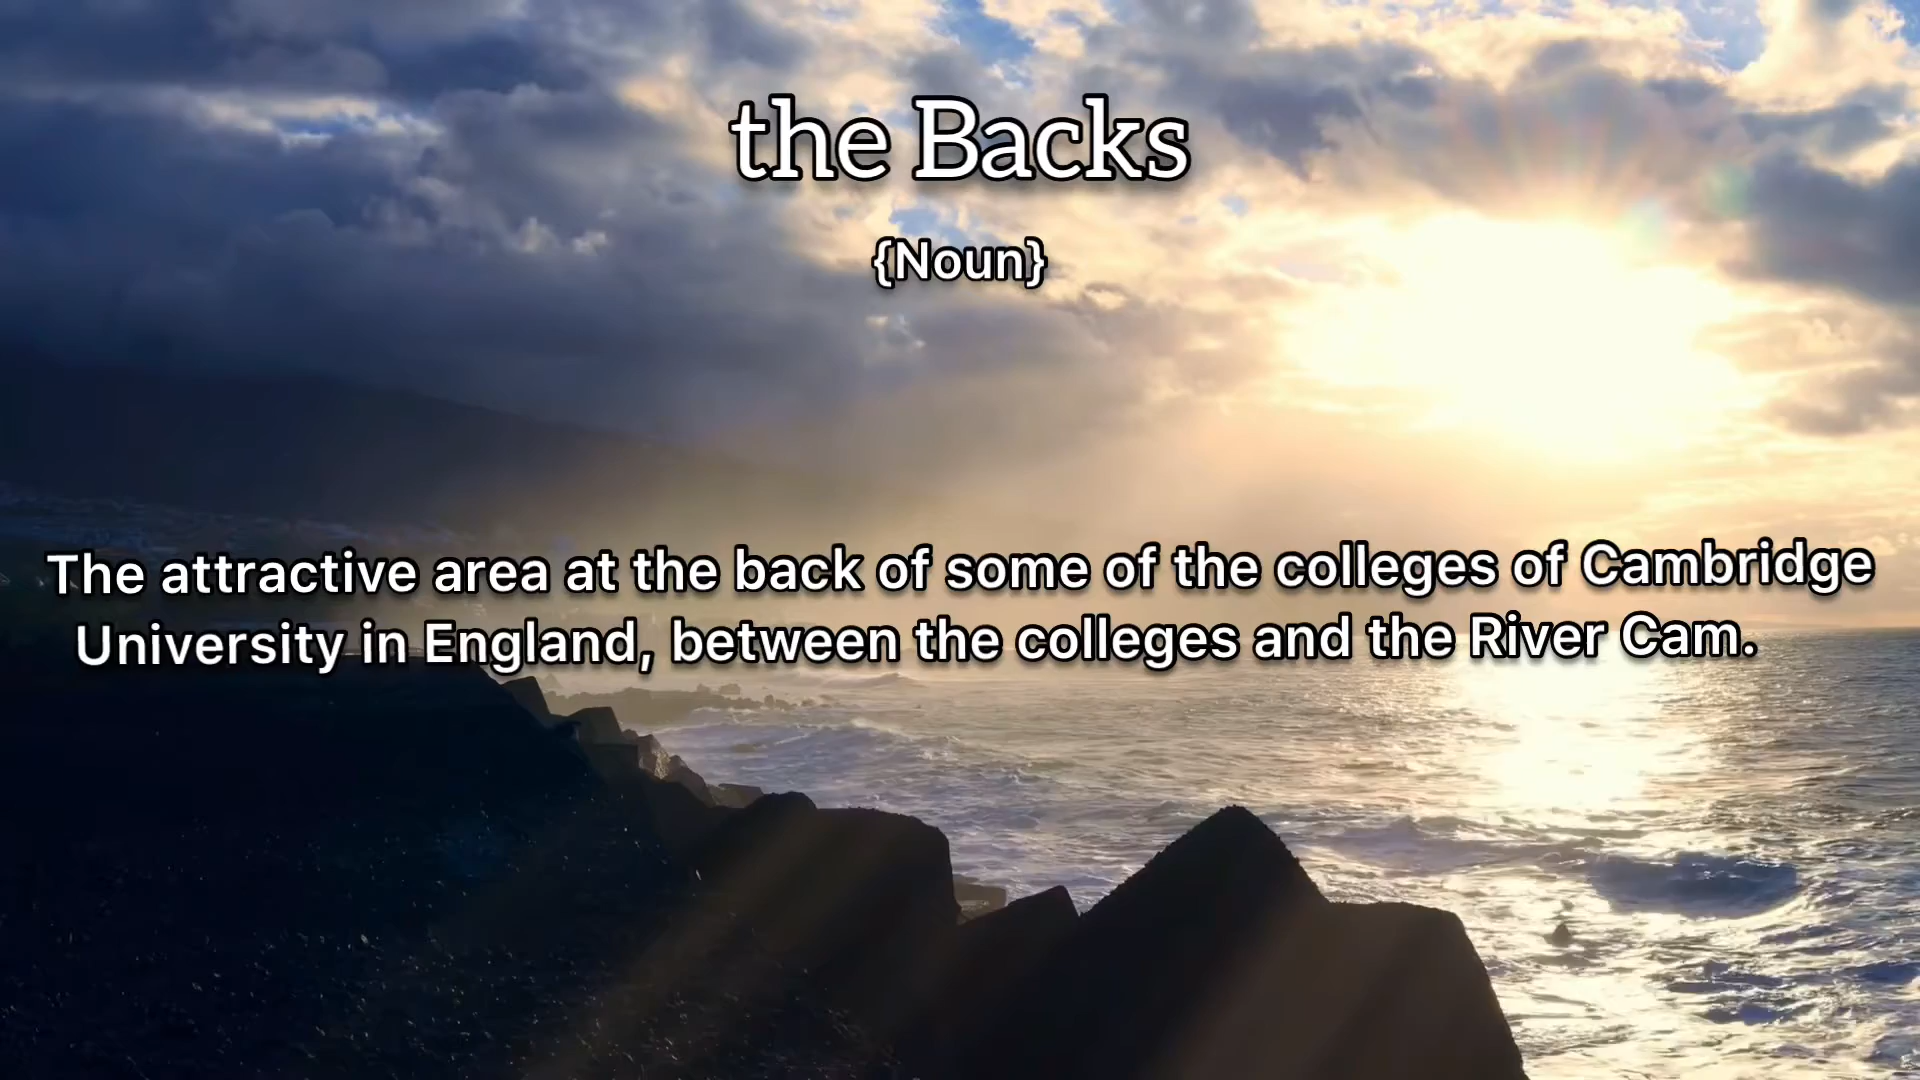 the Backs
{Noun}
The attractive area at the back of some of the colleges of Cambridge
University in England, between the colleges and the River Cam.